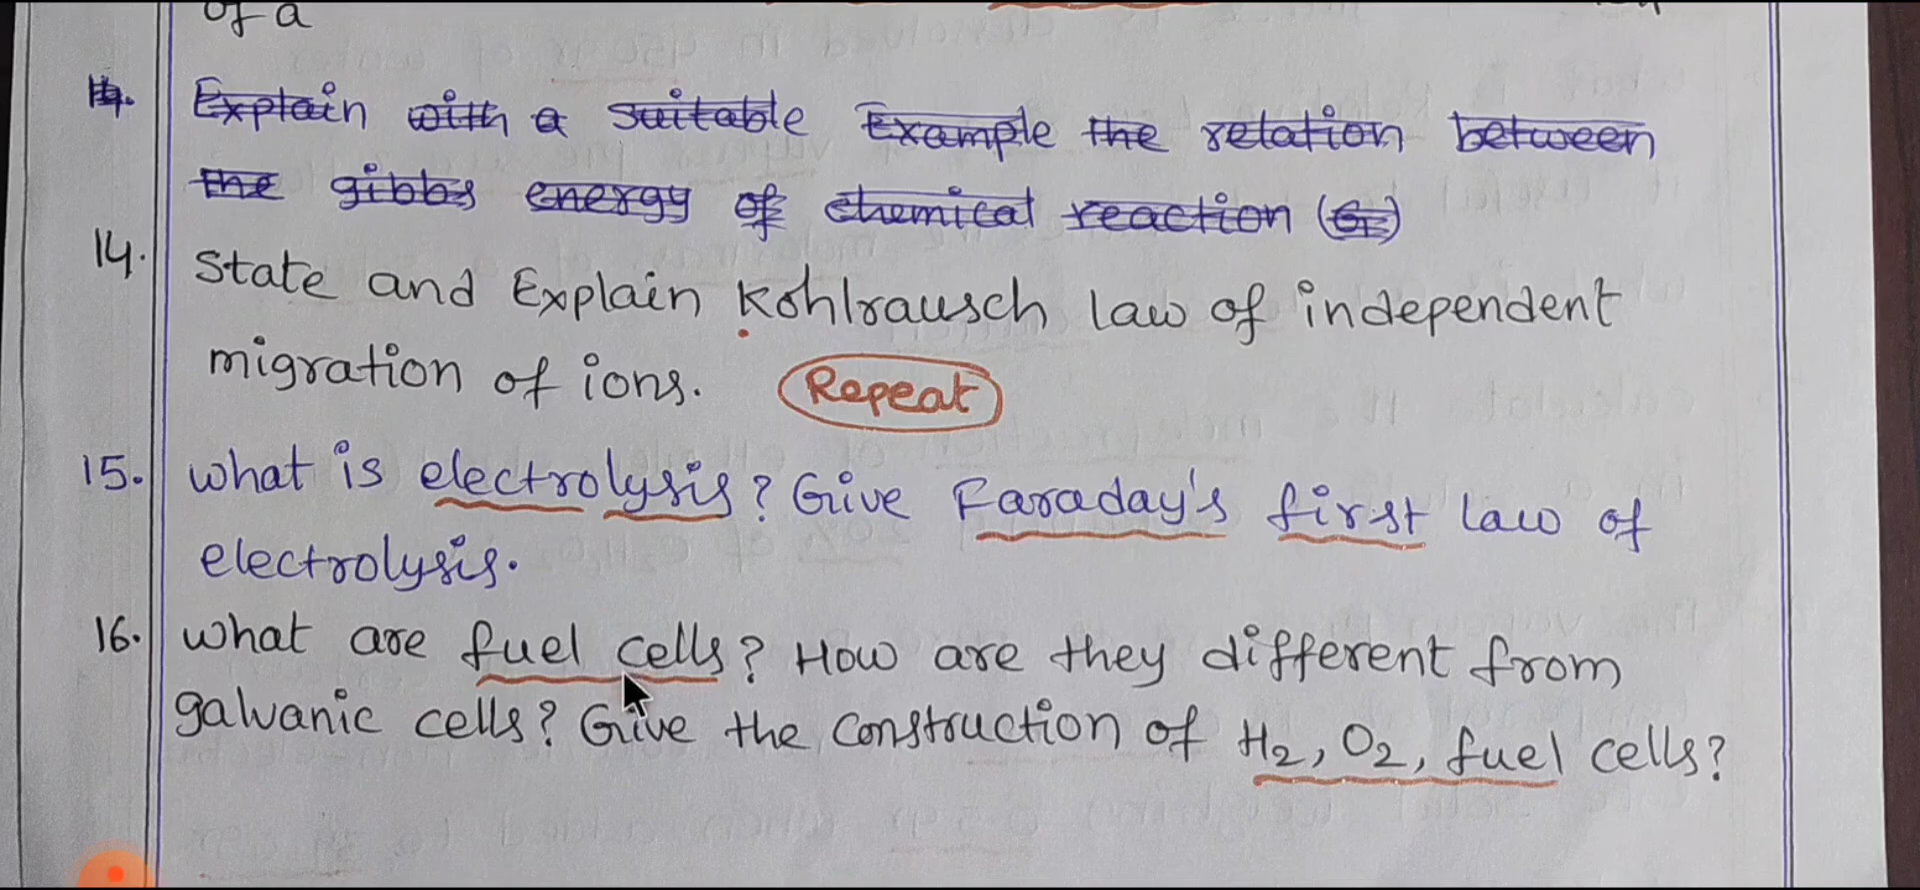 of a
14. Explain with a suitable Example the relation between
the gibbs energy of chemical reaction (G)
14. State and Explain Kohlrausch law of independent
migration of ions. Repeat
15. What is electrolysis? Give Faraday's first law of
electrolysis.
16. What are fuel cells? How are they different from
galvanic cells? Give the construction of H2, O2, fuel cells?